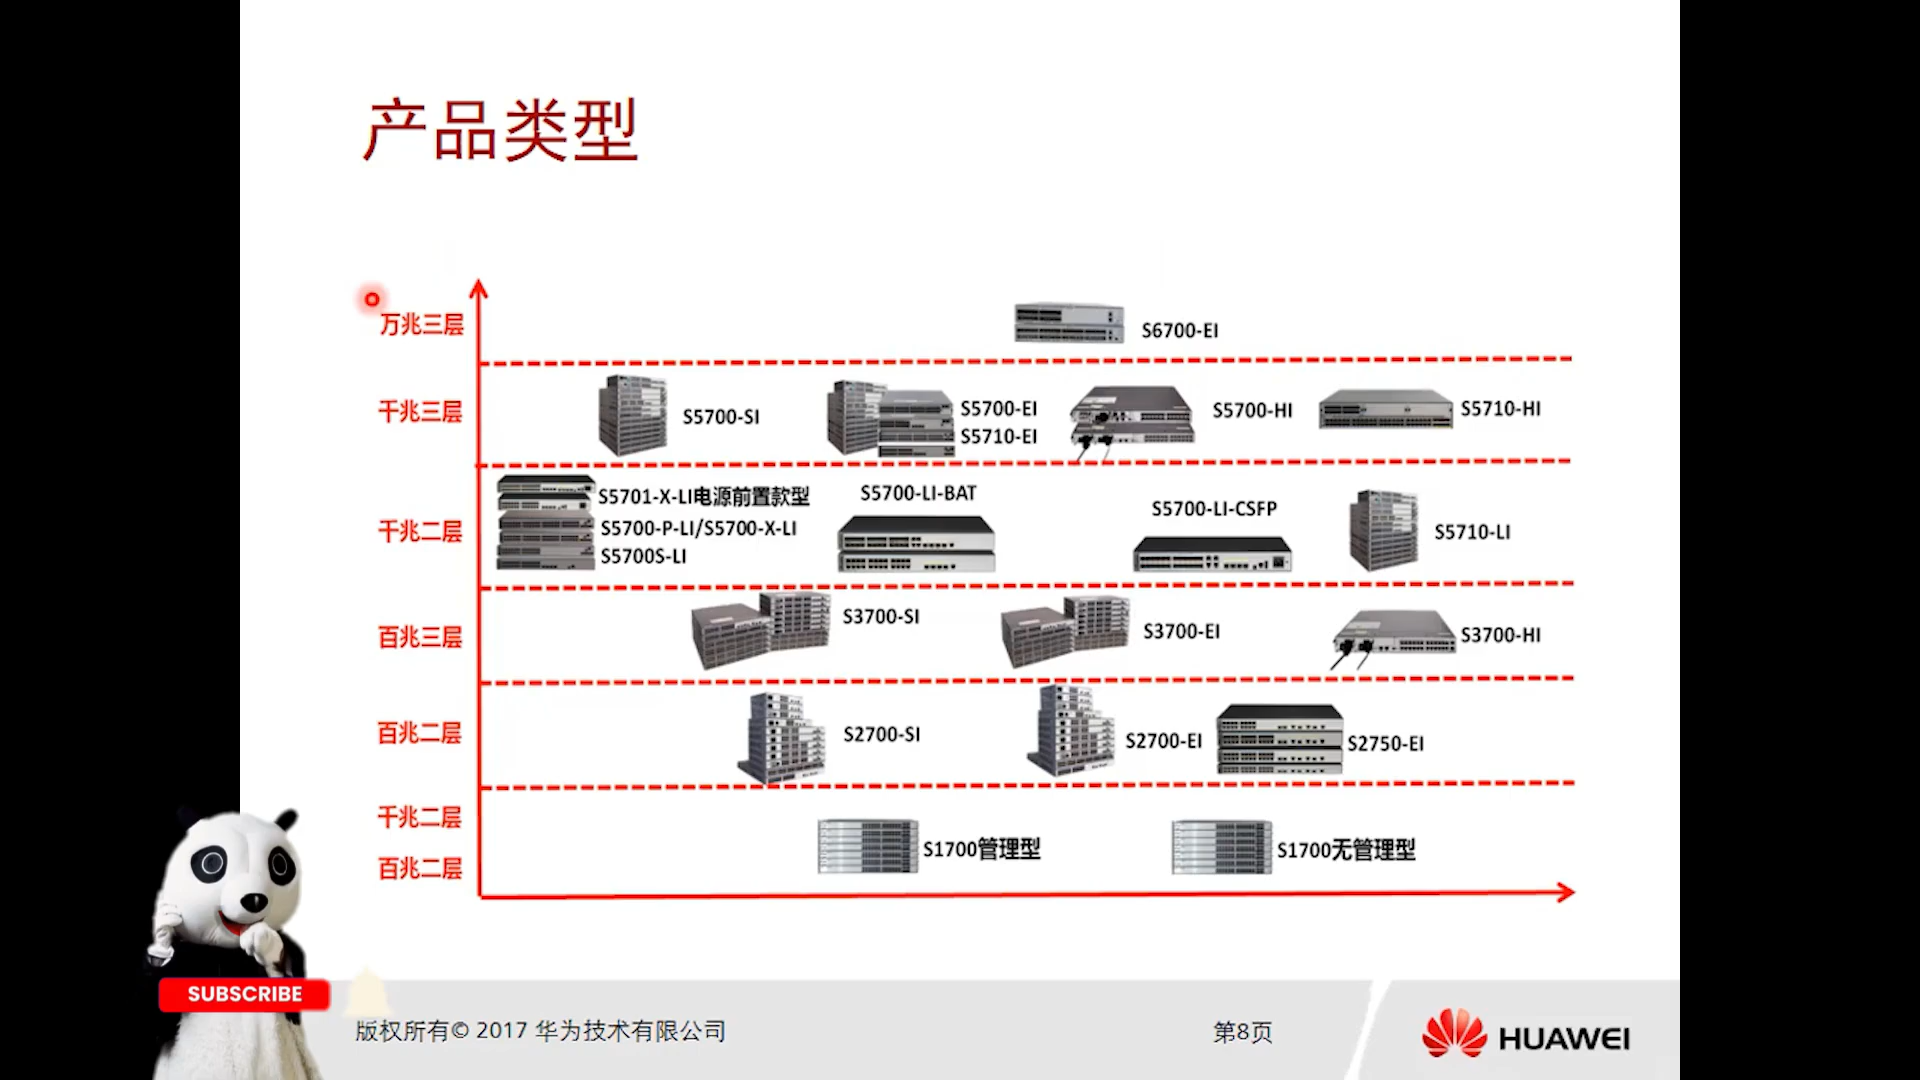 产品类型
万兆三层
S6700-EI
千兆三层
S5700-SI
S5700-EI
S5710-EI
S5700-HI
S5710-HI
千兆二层
S5701-X-LI电源前置款型
S5700-P-LI/S5700-X-LI
S5700S-LI
S5700-LI-BAT
S5700-LI-CSFP
S5710-LI
百兆三层
S3700-SI
S3700-EI
S3700-HI
百兆二层
S2700-SI
S2700-EI
S2750-EI
千兆二层
百兆二层
S1700管理型
S1700无管理型
SUBSCRIBE
版权所有© 2017 华为技术有限公司
第8页
HUAWEI